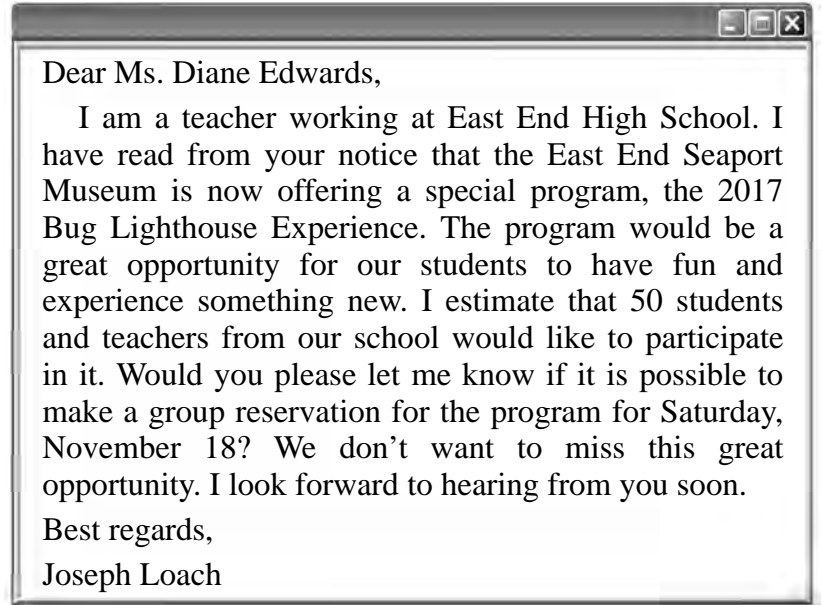 Dear Ms. Diane Edwards,
I am a teacher working at East End High School. I
have read from your notice that the East End Seaport
Museum is now offering a special program, the 2017
Bug Lighthouse Experience. The program would be a
great opportunity for our students to have fun and
experience something new. I estimate that 50 students
and teachers from our school would like to participate
in it. Would you please let me know if it is possible to
make a group reservation for the program for Saturday,
November 18? We don’t want to miss this great
opportunity. I look forward to hearing from you soon.
Best regards,
Joseph Loach